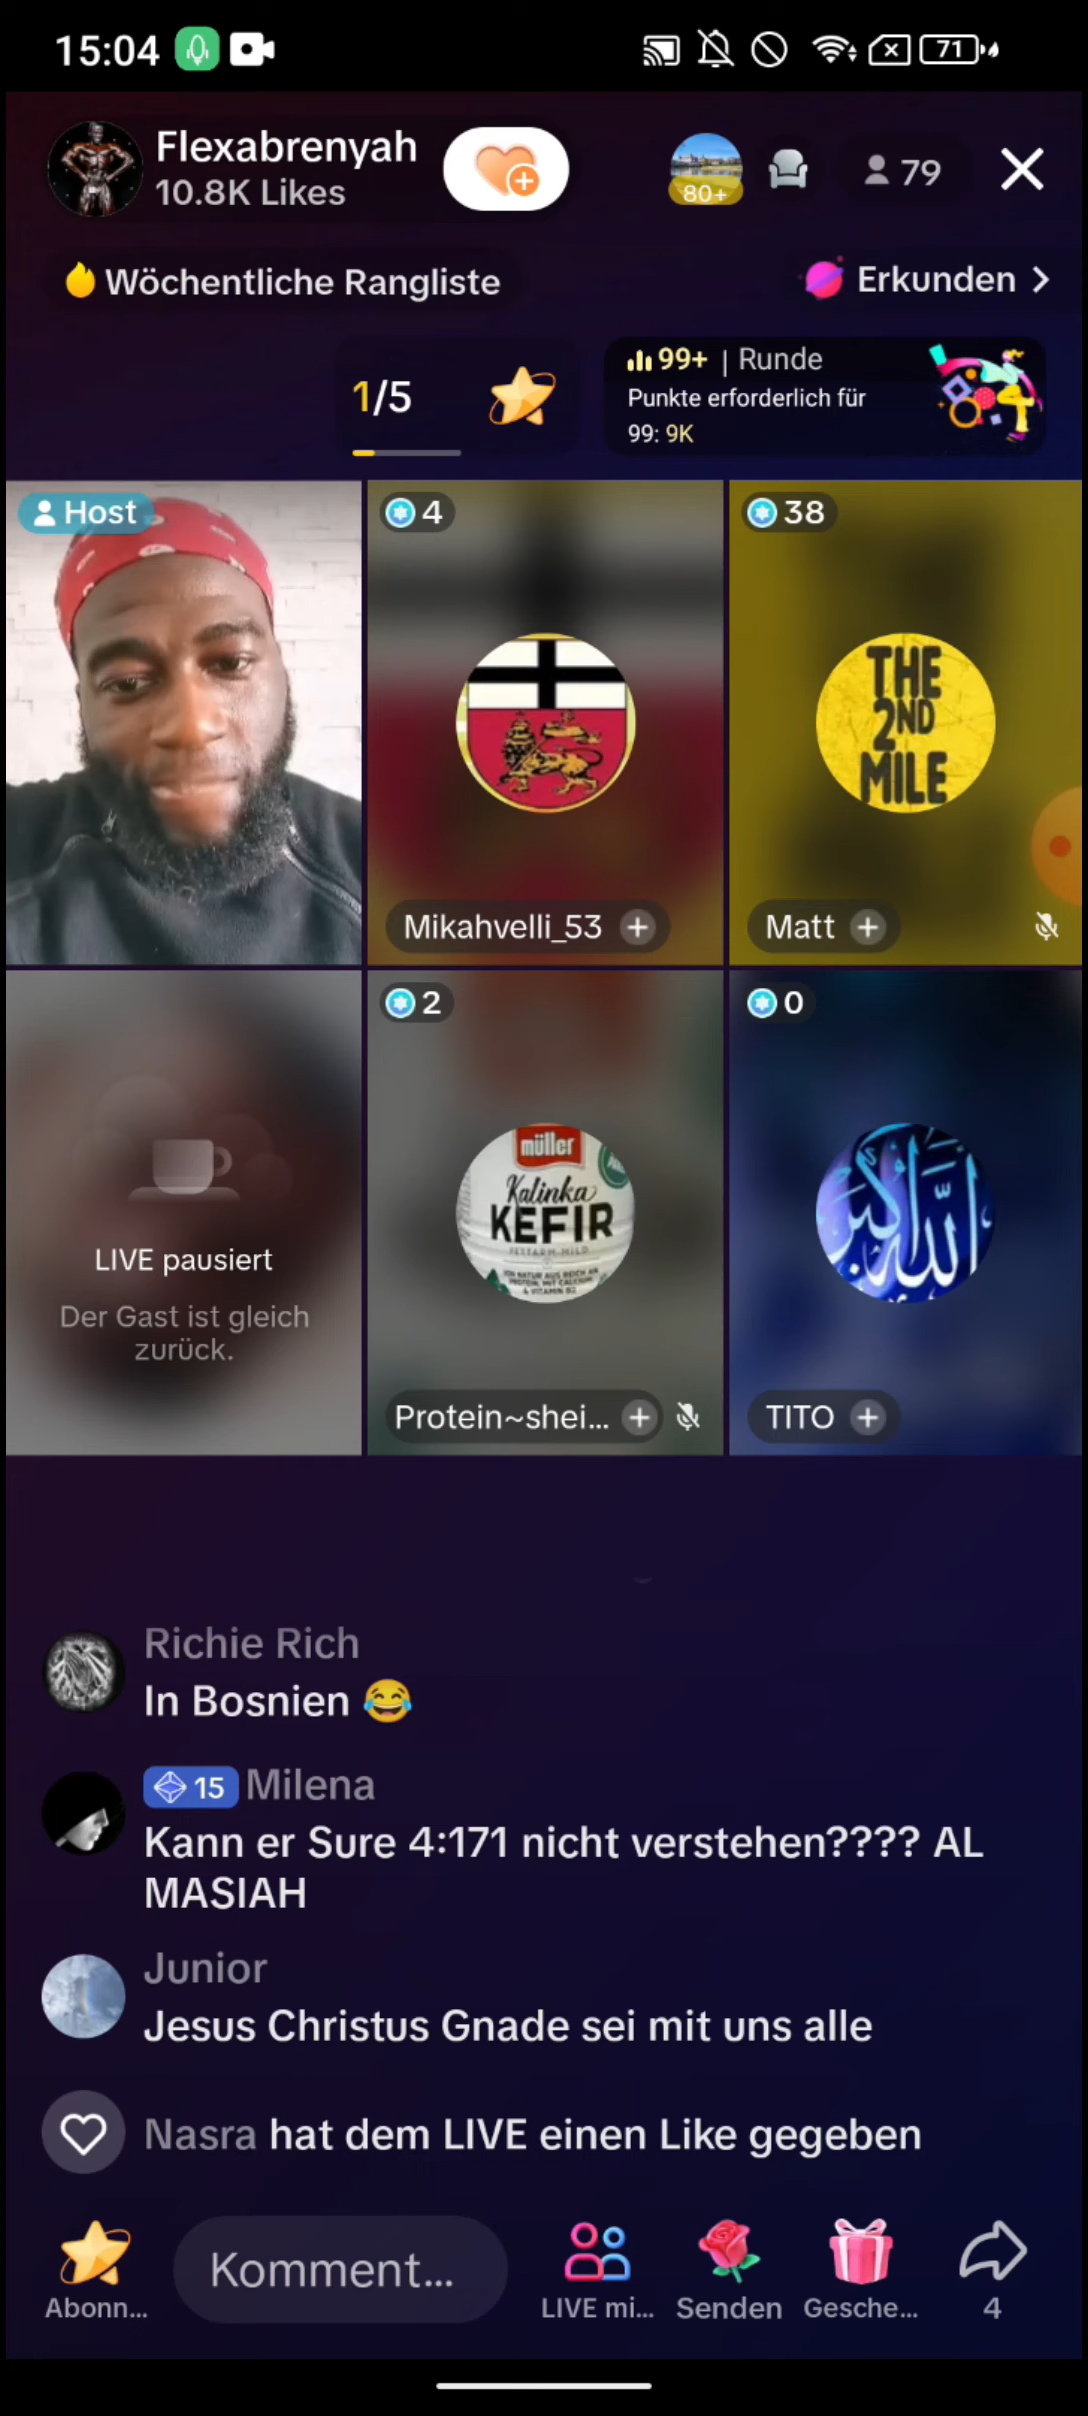 15:04
71
Flexabrenyah
10.8K Likes
80+
79
Wöchentliche Rangliste
Erkunden
1/5
99+ | Runde
Punkte erforderlich für
99: 9K
Host
4
38
THE
2ND
MILE
Mikahvelli_53
Matt
2
0
LIVE pausiert
Der Gast ist gleich
zurück.
müller
Kalinka
KEFIR
FETTARM MILD
الله أكبر
Protein~shei...
TITO
Richie Rich
In Bosnien 😂
15 Milena
Kann er Sure 4:171 nicht verstehen???? AL
MASIAH
Junior
Jesus Christus Gnade sei mit uns alle
Nasra hat dem LIVE einen Like gegeben
Komment...
Abonn...
LIVE mi...
Senden
Gesche...
4